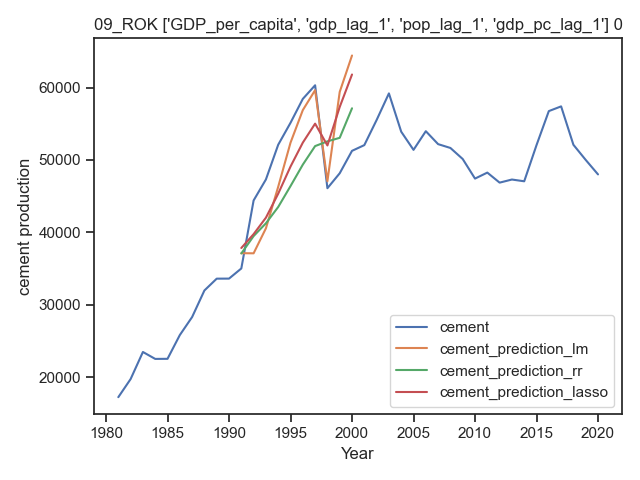 09_ROK ['GDP_per_capita', 'gdp_lag_1', 'pop_lag_1', 'gdp_pc_lag_1'] 0
60000
50000
40000
30000
20000
cement production
1980 1985 1990 1995 2000 2005 2010 2015 2020
Year
cement
cement_prediction_lm
cement_prediction_rr
cement_prediction_lasso